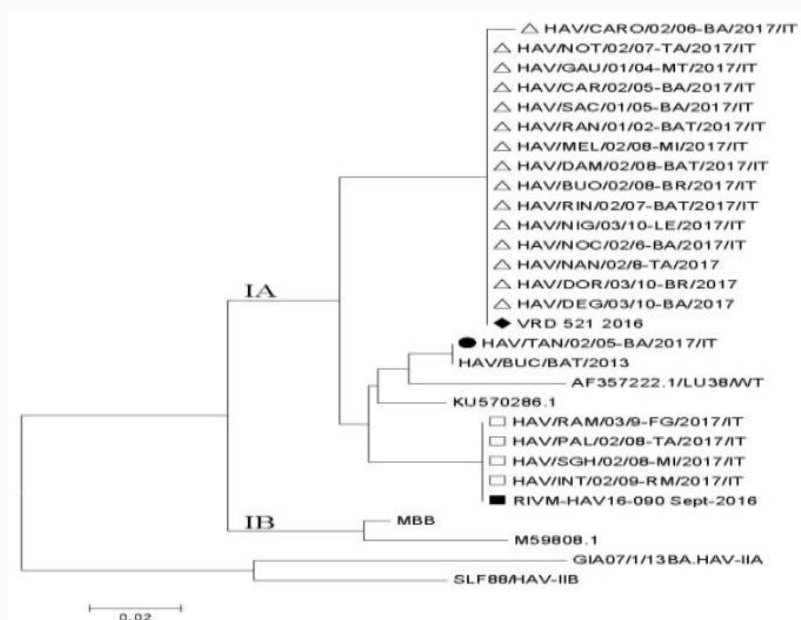 HAV/CARO/02/06-BA/2017/IT
HAV/NOT/02/07-TA/2017/IT
HAV/GAU/01/04-MT/2017/IT
HAV/CAR/02/05-BA/2017/IT
HAV/SAC/01/05-BA/2017/IT
HAV/RAN/01/02-BAT/2017/IT
HAV/MEL/02/08-MI/2017/IT
HAV/DAM/02/08-BAT/2017/IT
HAV/BUO/02/08-BR/2017/IT
HAV/RIN/02/07-BAT/2017/IT
HAV/NIG/03/10-LE/2017/IT
HAV/NOC/02/6-BA/2017/IT
HAV/NAN/02/8-TA/2017
IA
HAV/DOR/03/10-BR/2017
HAV/DEG/03/10-BA/2017
VRD 521 2016
HAV/TAN/02/05-BA/2017/IT
HAV/BUC/BAT/2013
AF357222.1/LU38/WT
KU570286.1
HAV/RAM/03/9-FG/2017/IT
HAV/PAL/02/08-TA/2017/IT
HAV/SGH/02/08-MI/2017/IT
HAV/INT/02/09-RM/2017/IT
RIVM-HAV16-090 Sept-2016
IB
MBB
M59808.1
GIA07/1/13BA.HAV-IIA
SLF88/HAV-IIB
0.02